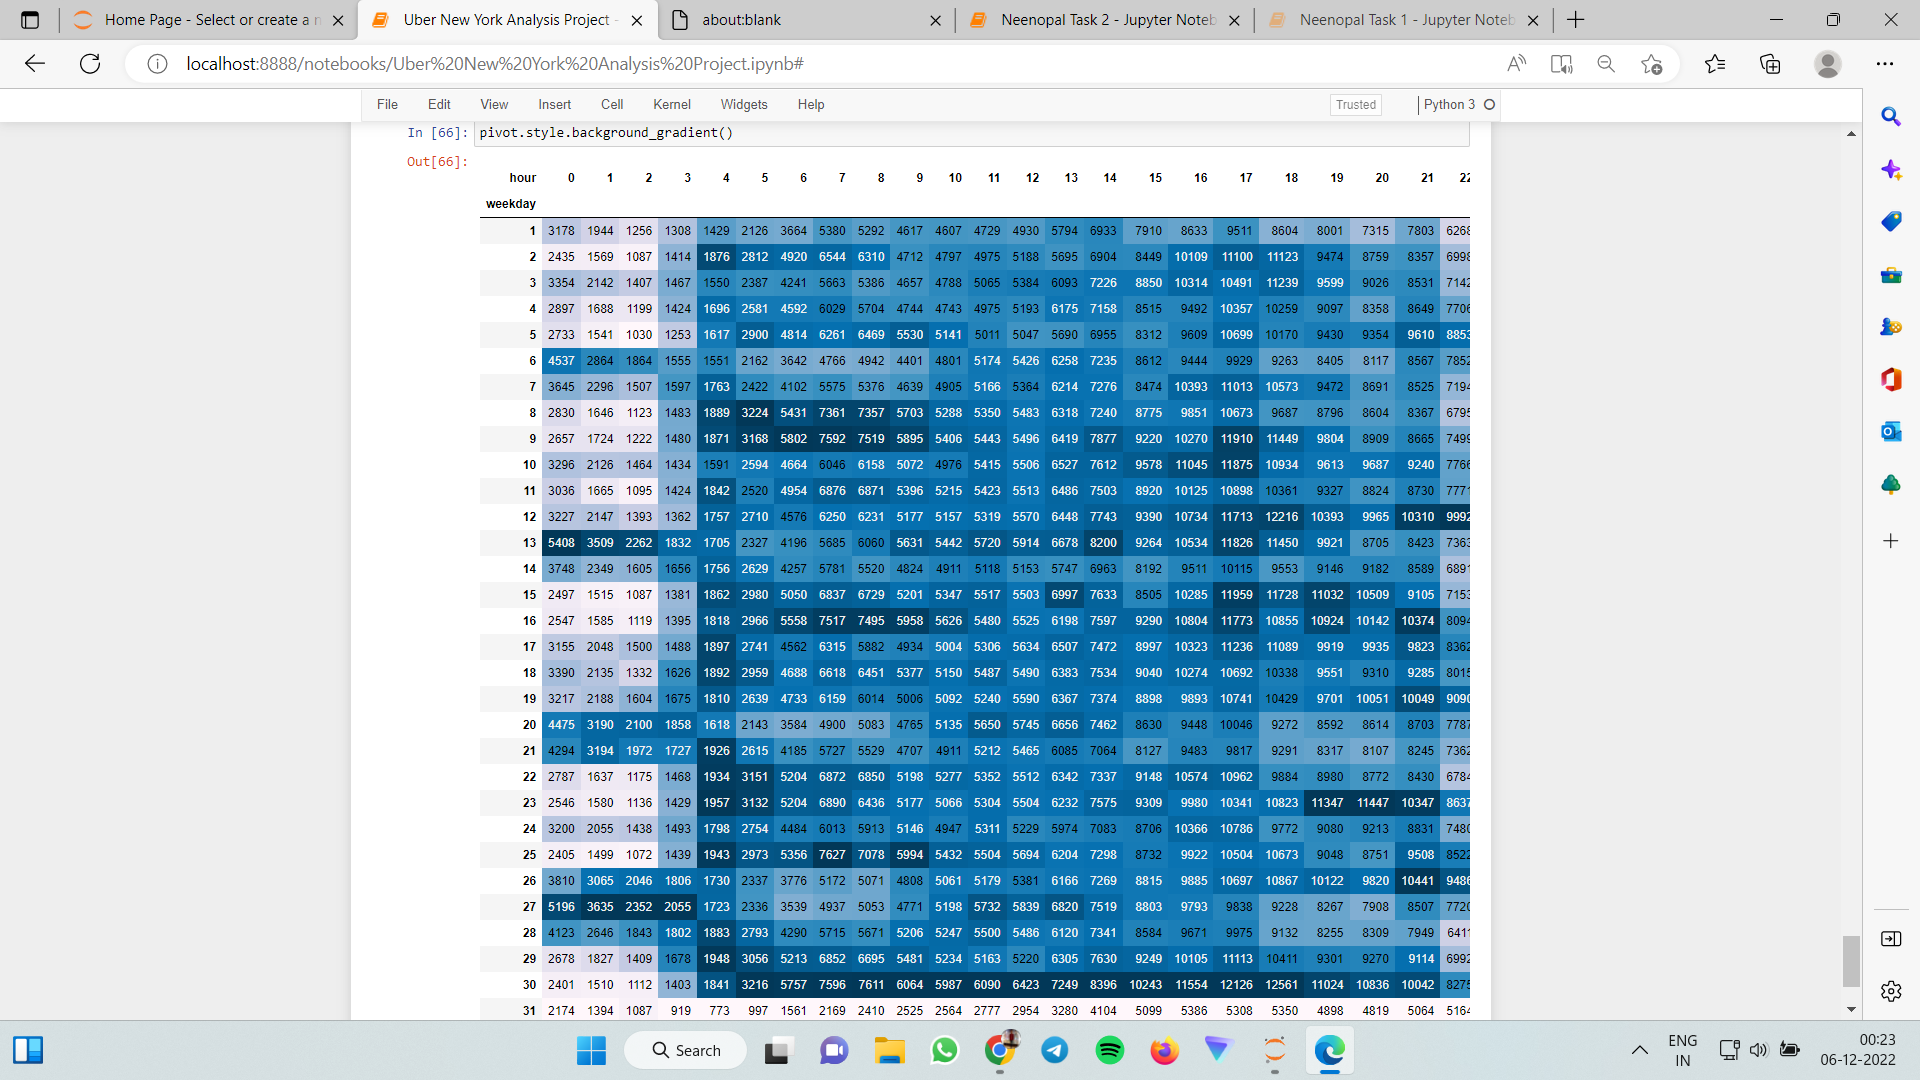 Home Page - Select or create a n
Uber New York Analysis Project -
about:blank
Neenopal Task 2 - Jupyter Noteb
Neenopal Task 1 - Jupyter Noteb
localhost:8888/notebooks/Uber%20New%20York%20Analysis%20Project.ipynb#
File Edit View Insert Cell Kernel Widgets Help Trusted Python 3
In [66]: pivot.style.background_gradient()
Out[66]:
hour 0 1 2 3 4 5 6 7 8 9 10 11 12 13 14 15 16 17 18 19 20 21 22
weekday
1 3178 1944 1256 1308 1429 2126 3664 5380 5292 4617 4607 4729 4930 5794 6933 7910 8633 9511 8604 8001 7315 7803 6268
2 2435 1569 1087 1414 1876 2812 4920 6544 6310 4712 4797 4975 5188 5695 6904 8449 10109 11100 11123 9474 8759 8357 6998
3 3354 2142 1407 1467 1550 2387 4241 5663 5386 4657 4788 5065 5384 6093 7226 8850 10314 10491 11239 9599 9026 8531 7142
4 2897 1688 1199 1424 1696 2581 4592 6029 5704 4744 4743 4975 5193 6175 7158 8515 9492 10357 10259 9097 8358 8649 7706
5 2733 1541 1030 1253 1617 2900 4814 6261 6469 5530 5141 5011 5047 5690 6955 8312 9609 10699 10170 9430 9354 9610 8853
6 4537 2864 1864 1555 1551 2162 3642 4766 4942 4401 4801 5174 5426 6258 7235 8612 9444 9929 9263 8405 8117 8567 7852
7 3645 2296 1507 1597 1763 2422 4102 5575 5376 4639 4905 5166 5364 6214 7276 8474 10393 11013 10573 9472 8691 8525 7194
8 2830 1646 1123 1483 1889 3224 5431 7361 7357 5703 5288 5350 5483 6318 7240 8775 9851 10673 9687 8796 8604 8367 6795
9 2657 1724 1222 1480 1871 3168 5802 7592 7519 5895 5406 5443 5496 6419 7877 9220 10270 11910 11449 9804 8909 8665 7499
10 3296 2126 1464 1434 1591 2594 4664 6046 6158 5072 4976 5415 5506 6527 7612 9578 11045 11875 10934 9613 9687 9240 7766
11 3036 1665 1095 1424 1842 2520 4954 6876 6871 5396 5215 5423 5513 6486 7503 8920 10125 10898 10361 9327 8824 8730 7771
12 3227 2147 1393 1362 1757 2710 4576 6250 6231 5177 5157 5319 5570 6448 7743 9390 10734 11713 12216 10393 9965 10310 9992
13 5408 3509 2262 1832 1705 2327 4196 5685 6060 5631 5442 5720 5914 6678 8200 9264 10534 11826 11450 9921 8705 8423 7363
14 3748 2349 1605 1656 1756 2629 4257 5781 5520 4824 4911 5118 5153 5747 6963 8192 9511 10115 9553 9146 9182 8589 6891
15 2497 1515 1087 1381 1862 2980 5050 6837 6729 5201 5347 5517 5503 6997 7633 8505 10285 11959 11728 11032 10509 9105 7153
16 2547 1585 1119 1395 1818 2966 5558 7517 7495 5958 5626 5480 5525 6198 7597 9290 10804 11773 10855 10924 10142 10374 8094
17 3155 2048 1500 1488 1897 2741 4562 6315 5882 4934 5004 5306 5634 6507 7472 8997 10323 11236 11089 9919 9935 9823 8362
18 3390 2135 1332 1626 1892 2959 4688 6618 6451 5377 5150 5487 5490 6383 7534 9040 10274 10692 10338 9551 9310 9285 8015
19 3217 2188 1604 1675 1810 2639 4733 6159 6014 5006 5092 5240 5590 6367 7374 8898 9893 10741 10429 9701 10051 10049 9090
20 4475 3190 2100 1858 1618 2143 3584 4900 5083 4765 5135 5650 5745 6656 7462 8630 9448 10046 9272 8592 8614 8703 7787
21 4294 3194 1972 1727 1926 2615 4185 5727 5529 4707 4911 5212 5465 6085 7064 8127 9483 9817 9291 8317 8107 8245 7362
22 2787 1637 1175 1468 1934 3151 5204 6872 6850 5198 5277 5352 5512 6342 7337 9148 10574 10962 9884 8980 8772 8430 6784
23 2546 1580 1136 1429 1957 3132 5204 6890 6436 5177 5066 5304 5504 6232 7575 9309 9980 10341 10823 11347 11447 10347 8637
24 3200 2055 1438 1493 1798 2754 4484 6013 5913 5146 4947 5311 5229 5974 7083 8706 10366 10786 9772 9080 9213 8831 7480
25 2405 1499 1072 1439 1943 2973 5356 7627 7078 5994 5432 5504 5694 6204 7298 8732 9922 10504 10673 9048 8751 9508 8522
26 3810 3065 2046 1806 1730 2337 3776 5172 5071 4808 5061 5179 5381 6166 7269 8815 9885 10697 10867 10122 9820 10441 9486
27 5196 3635 2352 2055 1723 2336 3539 4937 5053 4771 5198 5732 5839 6820 7519 8803 9793 9838 9228 8267 7908 8507 7720
28 4123 2646 1843 1802 1883 2793 4290 5715 5671 5206 5247 5500 5486 6120 7341 8584 9671 9975 9132 8255 8309 7949 6411
29 2678 1827 1409 1678 1948 3056 5213 6852 6695 5481 5234 5163 5220 6305 7630 9249 10105 11113 10411 9301 9270 9114 6992
30 2401 1510 1112 1403 1841 3216 5757 7596 7611 6064 5987 6090 6423 7249 8396 10243 11554 12126 12561 11024 10836 10042 8275
31 2174 1394 1087 919 773 997 1561 2169 2410 2525 2564 2777 2954 3280 4104 5099 5386 5308 5350 4898 4819 5064 5164
Search
ENG
IN
00:23
06-12-2022